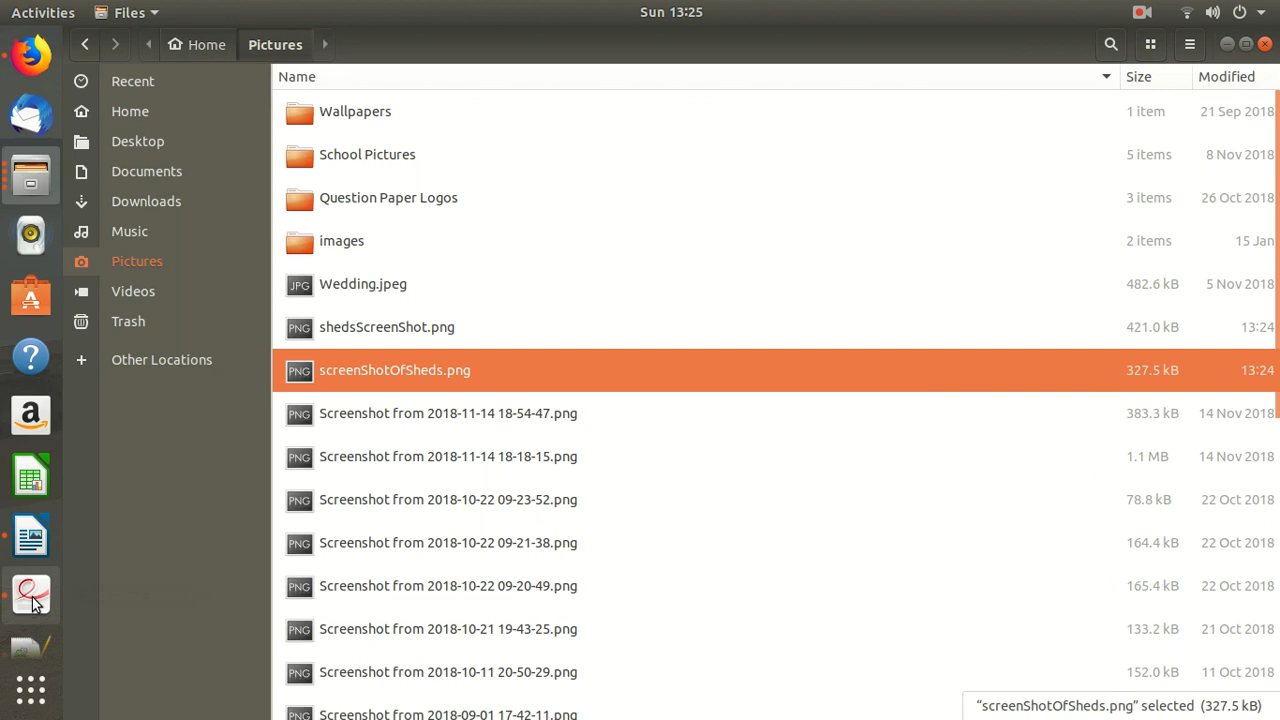 Activities Files Sun 13:25
Home Pictures
Recent
Home
Desktop
Documents
Downloads
Music
Pictures
Videos
Trash
Other Locations
Name Size Modified
Wallpapers 1 item 21 Sep 2018
School Pictures 5 items 8 Nov 2018
Question Paper Logos 3 items 26 Oct 2018
images 2 items 15 Jan
JPG Wedding.jpeg 482.6 kB 5 Nov 2018
PNG shedsScreenShot.png 421.0 kB 13:24
PNG screenShotOfSheds.png 327.5 kB 13:24
PNG Screenshot from 2018-11-14 18-54-47.png 383.3 kB 14 Nov 2018
PNG Screenshot from 2018-11-14 18-18-15.png 1.1 MB 14 Nov 2018
PNG Screenshot from 2018-10-22 09-23-52.png 78.8 kB 22 Oct 2018
PNG Screenshot from 2018-10-22 09-21-38.png 164.4 kB 22 Oct 2018
PNG Screenshot from 2018-10-22 09-20-49.png 165.4 kB 22 Oct 2018
PNG Screenshot from 2018-10-21 19-43-25.png 133.2 kB 21 Oct 2018
PNG Screenshot from 2018-10-11 20-50-29.png 152.0 kB 11 Oct 2018
Screenshot from 2018-09-01 17-42-11.png
“screenShotOfSheds.png” selected (327.5 kB)